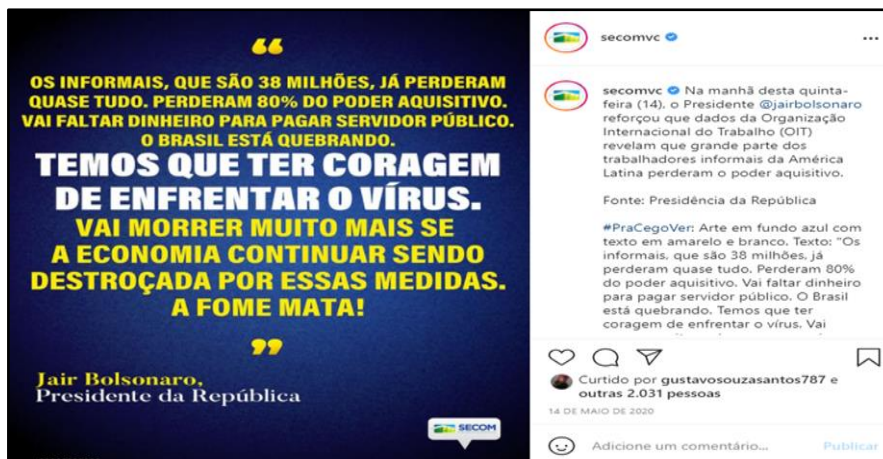 “
OS INFORMAIS, QUE SÃO 38 MILHÕES, JÁ PERDERAM
QUASE TUDO. PERDERAM 80% DO PODER AQUISITIVO.
VAI FALTAR DINHEIRO PARA PAGAR SERVIDOR PÚBLICO.
O BRASIL ESTÁ QUEBRANDO.
TEMOS QUE TER CORAGEM
DE ENFRENTAR O VÍRUS.
VAI MORRER MUITO MAIS SE
A ECONOMIA CONTINUAR SENDO
DESTROÇADA POR ESSAS MEDIDAS.
A FOME MATA!
”
Jair Bolsonaro,
Presidente da República
SECOM
secomvc
secomvc Na manhã desta quinta-
feira (14), o Presidente @jairbolsonaro
reforçou que dados da Organização
Internacional do Trabalho (OIT)
revelam que grande parte dos
trabalhadores informais da América
Latina perderam o poder aquisitivo.
Fonte: Presidência da República
#PraCegoVer: Arte em fundo azul com
texto em amarelo e branco. Texto: "Os
informais, que são 38 milhões, já
perderam quase tudo. Perderam 80%
do poder aquisitivo. Vai faltar dinheiro
para pagar servidor público. O Brasil
está quebrando. Temos que ter
coragem de enfrentar o vírus. Vai
Curtido por gustavosouzasantos787 e
outras 2.031 pessoas
14 DE MAIO DE 2020
Adicione um comentário... Publicar